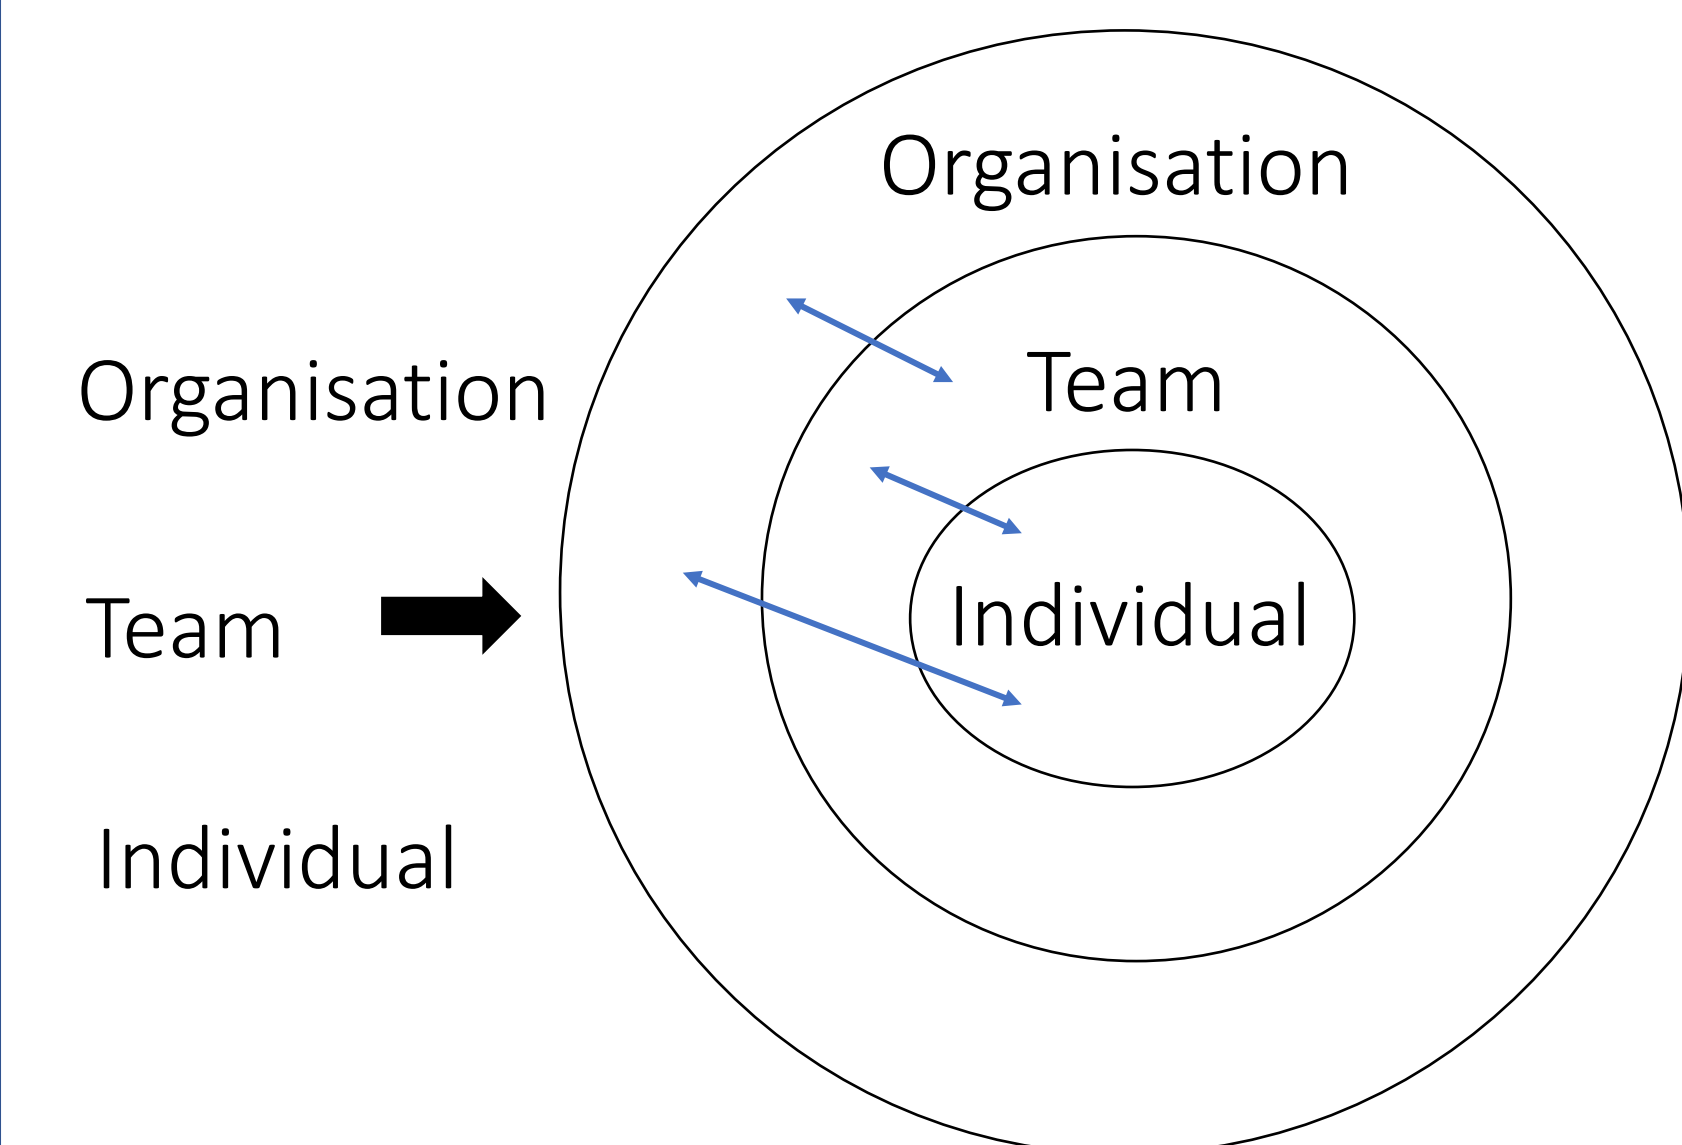 Organisation
Team
Individual
Organisation
Team
Individual